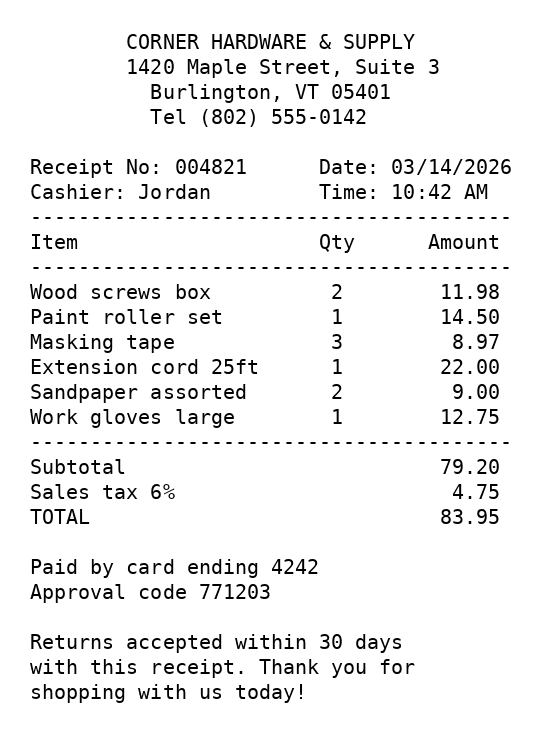 CORNER HARDWARE & SUPPLY
1420 Maple Street, Suite 3
Burlington, VT 05401
Tel (802) 555-0142
Receipt No: 004821 Date: 03/14/2026
Cashier: Jordan Time: 10:42 AM
----------------------------------------
Item Qty Amount
----------------------------------------
Wood screws box 2 11.98
Paint roller set 1 14.50
Masking tape 3 8.97
Extension cord 25ft 1 22.00
Sandpaper assorted 2 9.00
Work gloves large 1 12.75
----------------------------------------
Subtotal 79.20
Sales tax 6% 4.75
TOTAL 83.95
Paid by card ending 4242
Approval code 771203
Returns accepted within 30 days
with this receipt. Thank you for
shopping with us today!